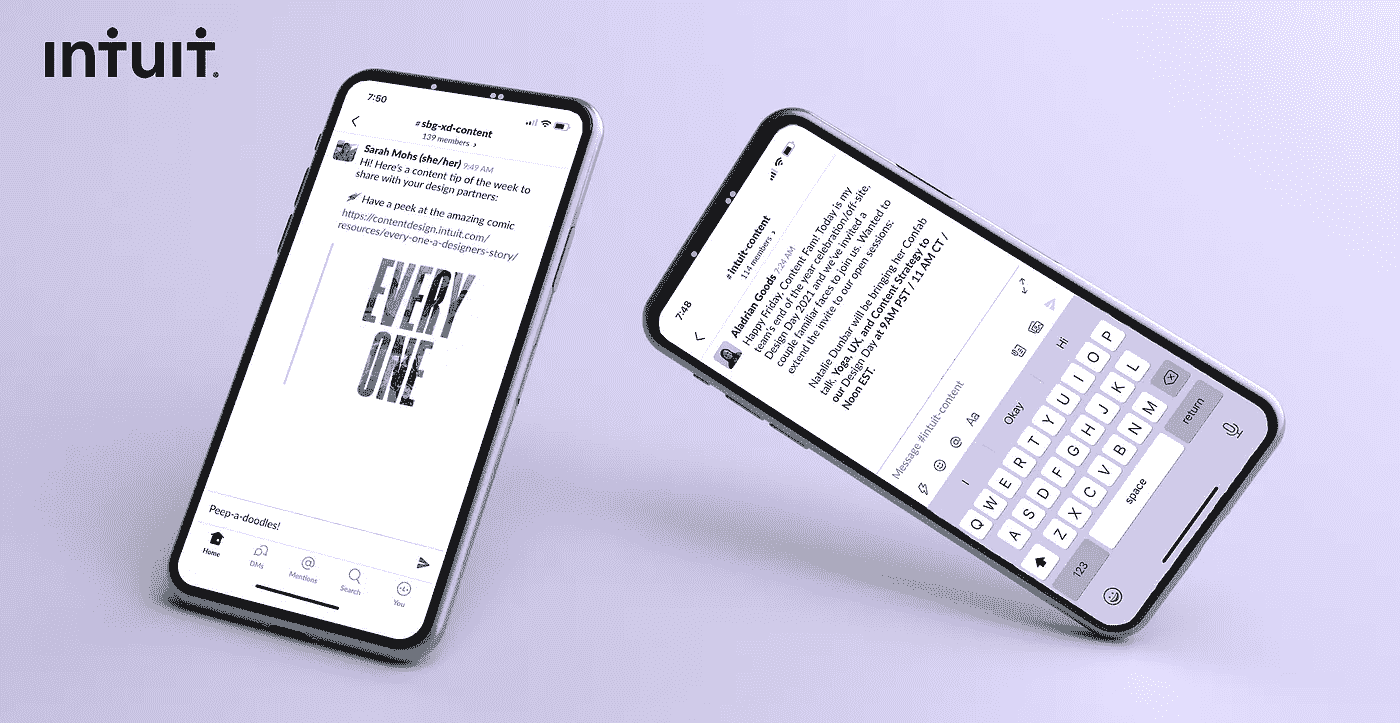 INTUIT
7:50
#sbg-xd-content
139 members >
Sarah Mohs (she/her) 9:49 AM
Hi! Here's a content tip of the week to
share with your design partners:
Have a peek at the amazing comic
https://contentdesign.intuit.com/
resources/every-one-a-designers-story/
EVERY
ONE
Peep-a-doodles!
Home
DMs
Mentions
Search
You
7:48
#intuit-content
114 members >
Aladrian Goods 7:24 AM
Happy Friday, Content Fam! Today is my
team's end of the year celebration/off-site,
Design Day 2021 and we've invited a
couple familiar faces to join us. Wanted to
extend the invite to our open sessions:
Natalie Dunbar will be bringing her Confab
talk, Yoga, UX, and Content Strategy to
our Design Day at 9AM PST / 11 AM CT /
Noon EST.
Message #intuit-content
@ Aa
I Okay Hi
Q W E R T Y U I O P
A S D F G H J K L
Z X C V B N M
123 space return